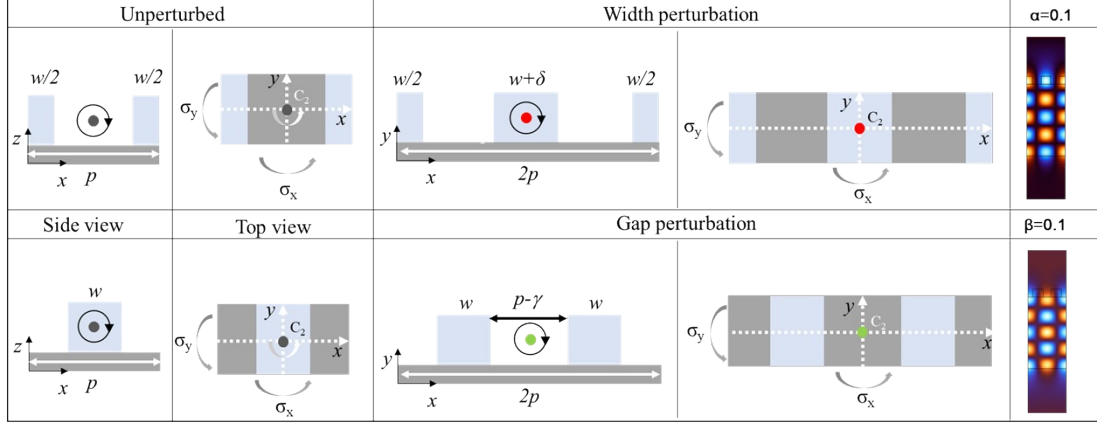 Unperturbed
Width perturbation
α=0.1
w/2
w/2
z
x
p
σy
y
C2
x
σx
w/2
w+δ
w/2
y
x
2p
σy
y
C2
x
σx
Side view
Top view
Gap perturbation
β=0.1
w
z
x
p
σy
y
C2
x
σx
w
p-γ
w
y
x
2p
σy
y
C2
x
σx